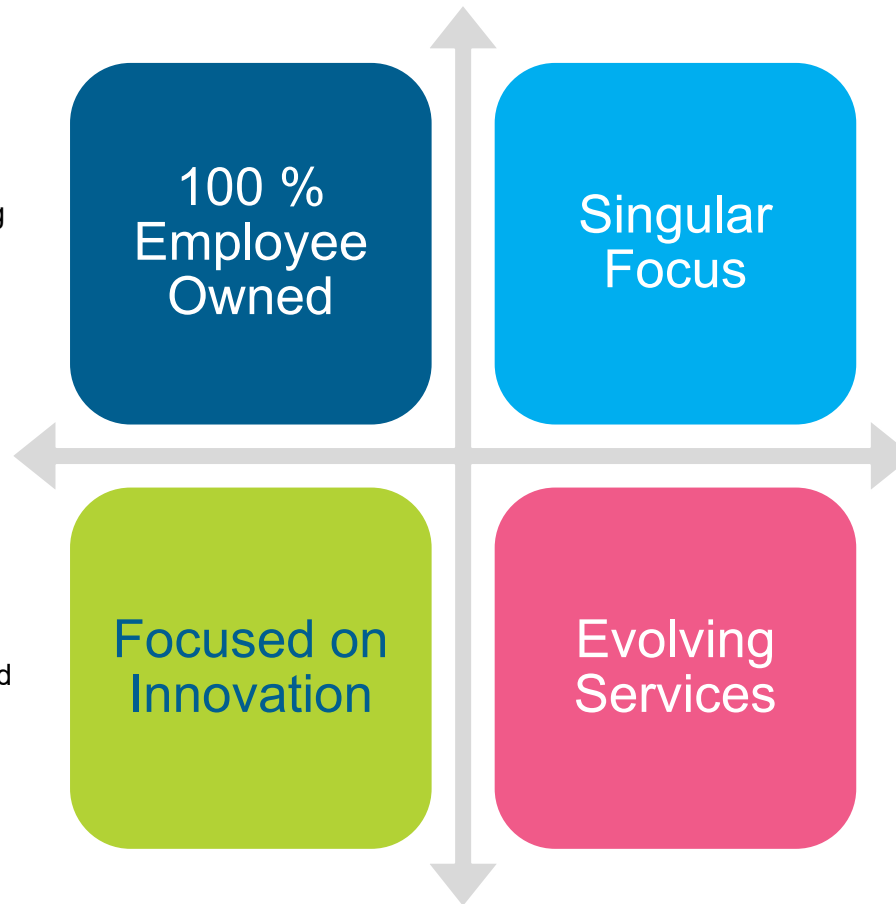 100 %
Employee
Owned
Singular
Focus
g
Focused on
Innovation
d
Evolving
Services